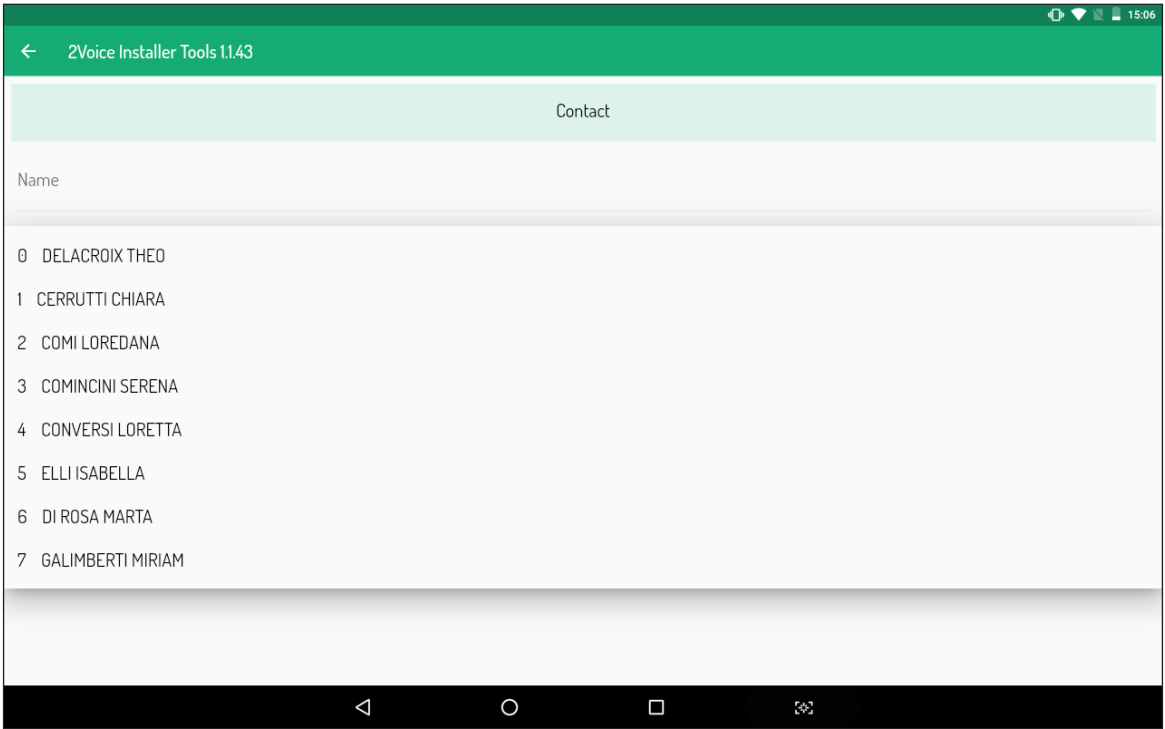 15:06
2Voice Installer Tools 1.1.43
Contact
Name
0 DELACROIX THEO
1 CERRUTTI CHIARA
2 COMI LOREDANA
3 COMINCINI SERENA
4 CONVERSI LORETTA
5 ELLI ISABELLA
6 DI ROSA MARTA
7 GALIMBERTI MIRIAM